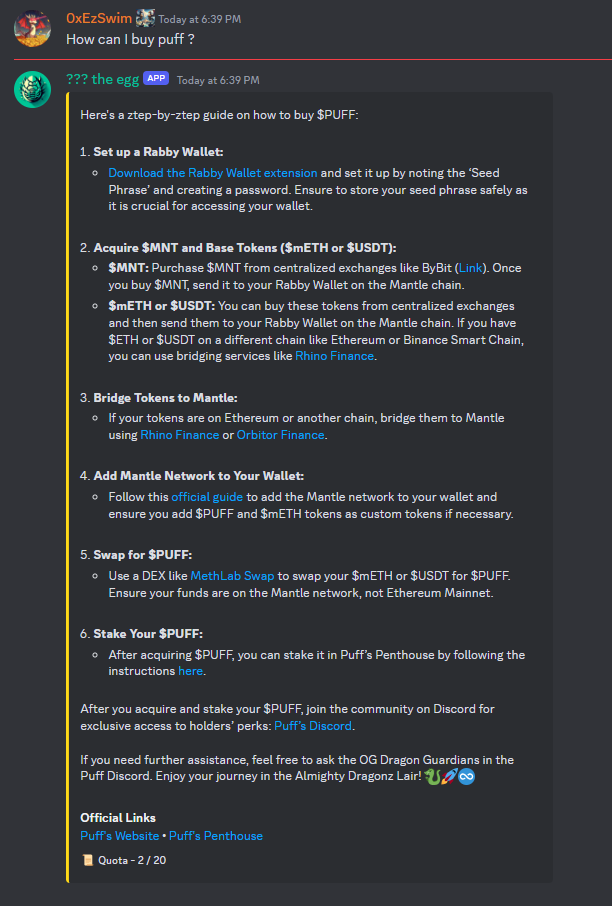 0xEzSwim Today at 6:39 PM
How can I buy puff ?
??? the egg APP Today at 6:39 PM
Here's a ztep-by-ztep guide on how to buy $PUFF:
1. Set up a Rabby Wallet:
Download the Rabby Wallet extension and set it up by noting the ‘Seed
Phrase’ and creating a password. Ensure to store your seed phrase safely as
it is crucial for accessing your wallet.
2. Acquire $MNT and Base Tokens ($mETH or $USDT):
$MNT: Purchase $MNT from centralized exchanges like ByBit (Link). Once
you buy $MNT, send it to your Rabby Wallet on the Mantle chain.
$mETH or $USDT: You can buy these tokens from centralized exchanges
and then send them to your Rabby Wallet on the Mantle chain. If you have
$ETH or $USDT on a different chain like Ethereum or Binance Smart Chain,
you can use bridging services like Rhino Finance.
3. Bridge Tokens to Mantle:
If your tokens are on Ethereum or another chain, bridge them to Mantle
using Rhino Finance or Orbitor Finance.
4. Add Mantle Network to Your Wallet:
Follow this official guide to add the Mantle network to your wallet and
ensure you add $PUFF and $mETH tokens as custom tokens if necessary.
5. Swap for $PUFF:
Use a DEX like MethLab Swap to swap your $mETH or $USDT for $PUFF.
Ensure your funds are on the Mantle network, not Ethereum Mainnet.
6. Stake Your $PUFF:
After acquiring $PUFF, you can stake it in Puff’s Penthouse by following the
instructions here.
After you acquire and stake your $PUFF, join the community on Discord for
exclusive access to holders’ perks: Puff’s Discord.
If you need further assistance, feel free to ask the OG Dragon Guardians in the
Puff Discord. Enjoy your journey in the Almighty Dragonz Lair! 🐉🚀♾️
Official Links
Puff's Website • Puff's Penthouse
📜 Quota - 2 / 20